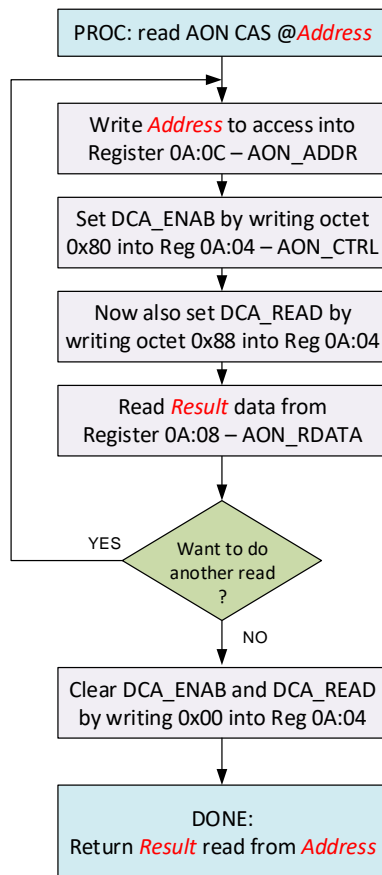 PROC: read AON CAS @Address
Write Address to access into
Register 0A:0C – AON_ADDR
Set DCA_ENAB by writing octet
0x80 into Reg 0A:04 – AON_CTRL
Now also set DCA_READ by
writing octet 0x88 into Reg 0A:04
Read Result data from
Register 0A:08 – AON_RDATA
YES
Want to do
another read
?
NO
Clear DCA_ENAB and DCA_READ
by writing 0x00 into Reg 0A:04
DONE:
Return Result read from Address